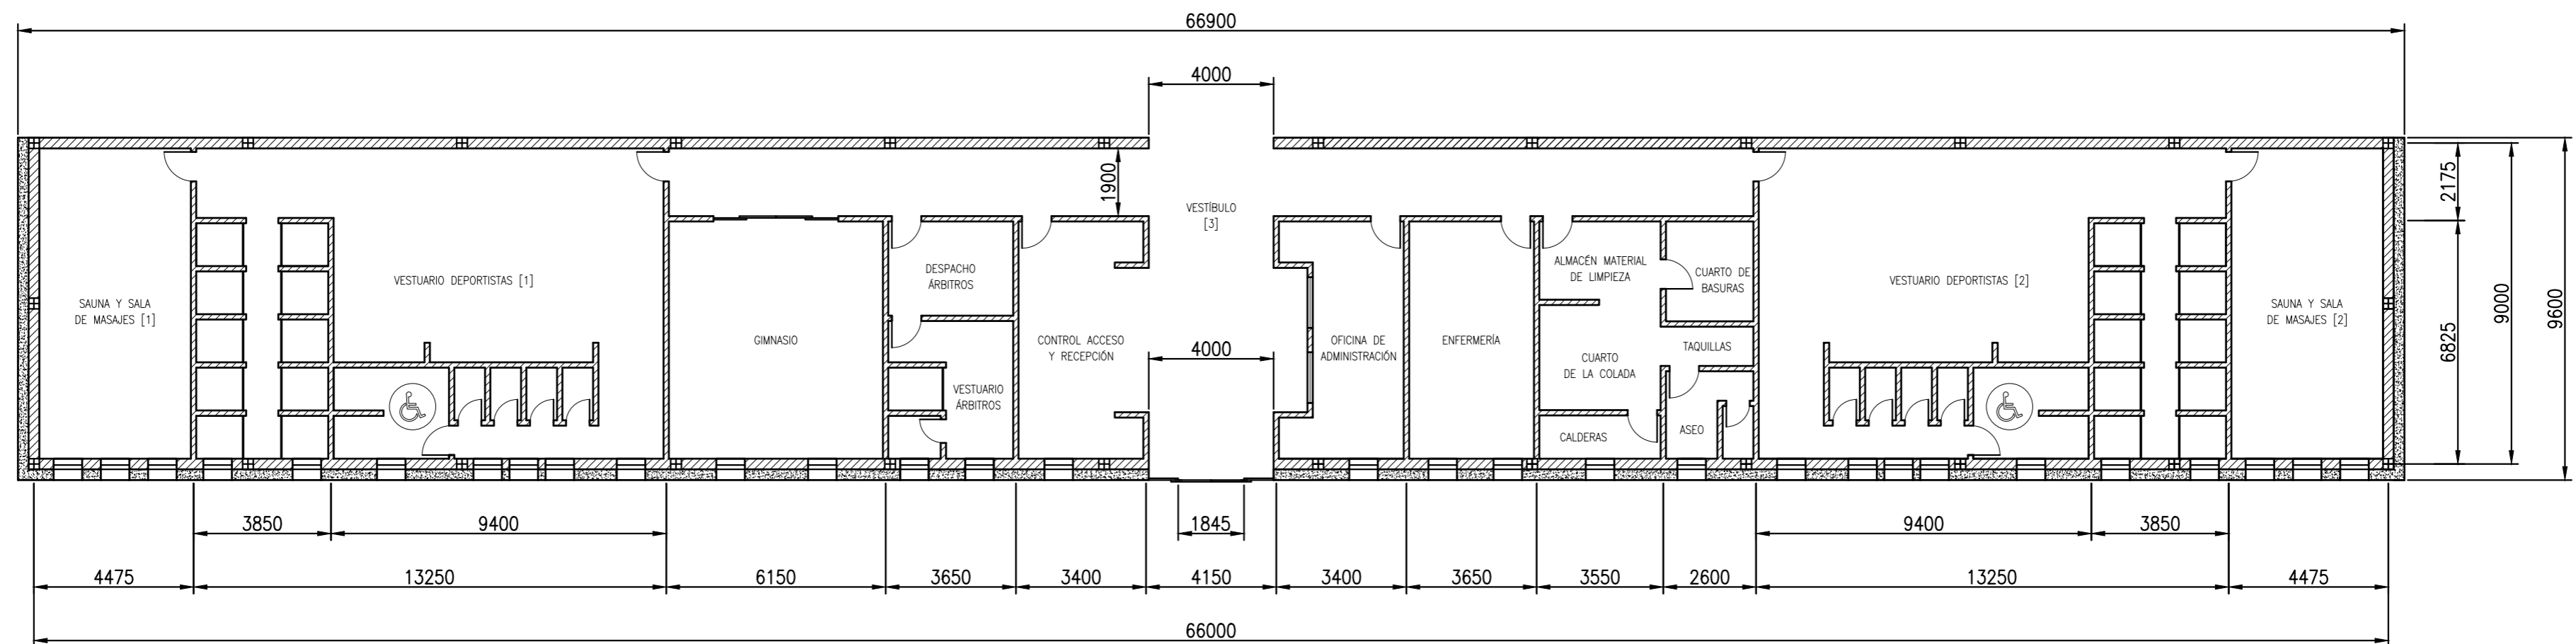 66900
4000
1900
2175
VESTÍBULO
[3]
DESPACHO
ÁRBITROS
ALMACÉN MATERIAL
DE LIMPIEZA
CUARTO DE
BASURAS
VESTUARIO DEPORTISTAS [1]
VESTUARIO DEPORTISTAS [2]
9000
9600
SAUNA Y SALA
DE MASAJES [1]
SAUNA Y SALA
DE MASAJES [2]
GIMNASIO
CONTROL ACCESO
Y RECEPCIÓN
4000
OFICINA DE
ADMINISTRACIÓN
ENFERMERÍA
TAQUILLAS
6825
CUARTO
DE LA COLADA
VESTUARIO
ÁRBITROS
CALDERAS
ASEO
3850
9400
1845
9400
3850
4475
13250
6150
3650
3400
4150
3400
3650
3550
2600
13250
4475
66000